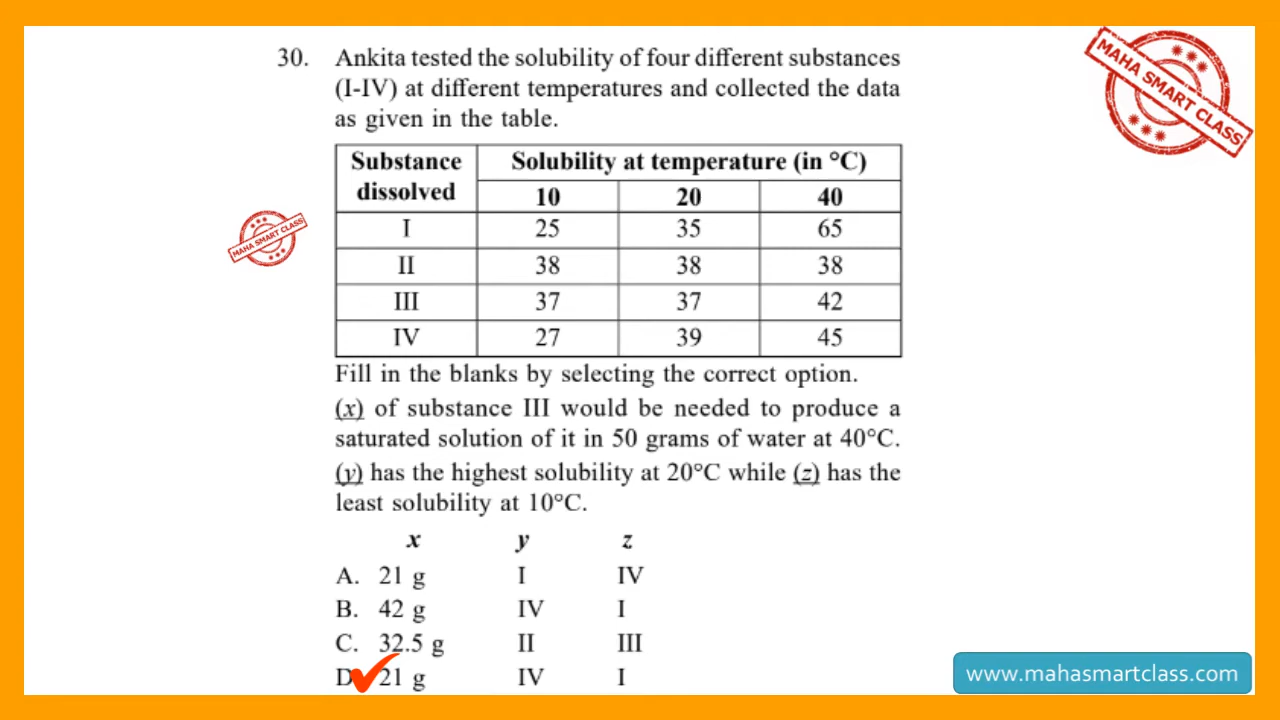 30. Ankita tested the solubility of four different substances
(I-IV) at different temperatures and collected the data
as given in the table.
MAHA SMART CLASS
Substance dissolved Solubility at temperature (in °C)
10 20 40
I 25 35 65
MAHA SMART CLASS
II 38 38 38
III 37 37 42
IV 27 39 45
Fill in the blanks by selecting the correct option.
(x) of substance III would be needed to produce a
saturated solution of it in 50 grams of water at 40°C.
(y) has the highest solubility at 20°C while (z) has the
least solubility at 10°C.
x y z
A. 21 g I IV
B. 42 g IV I
C. 32.5 g II III
D. 21 g IV I
www.mahasmartclass.com